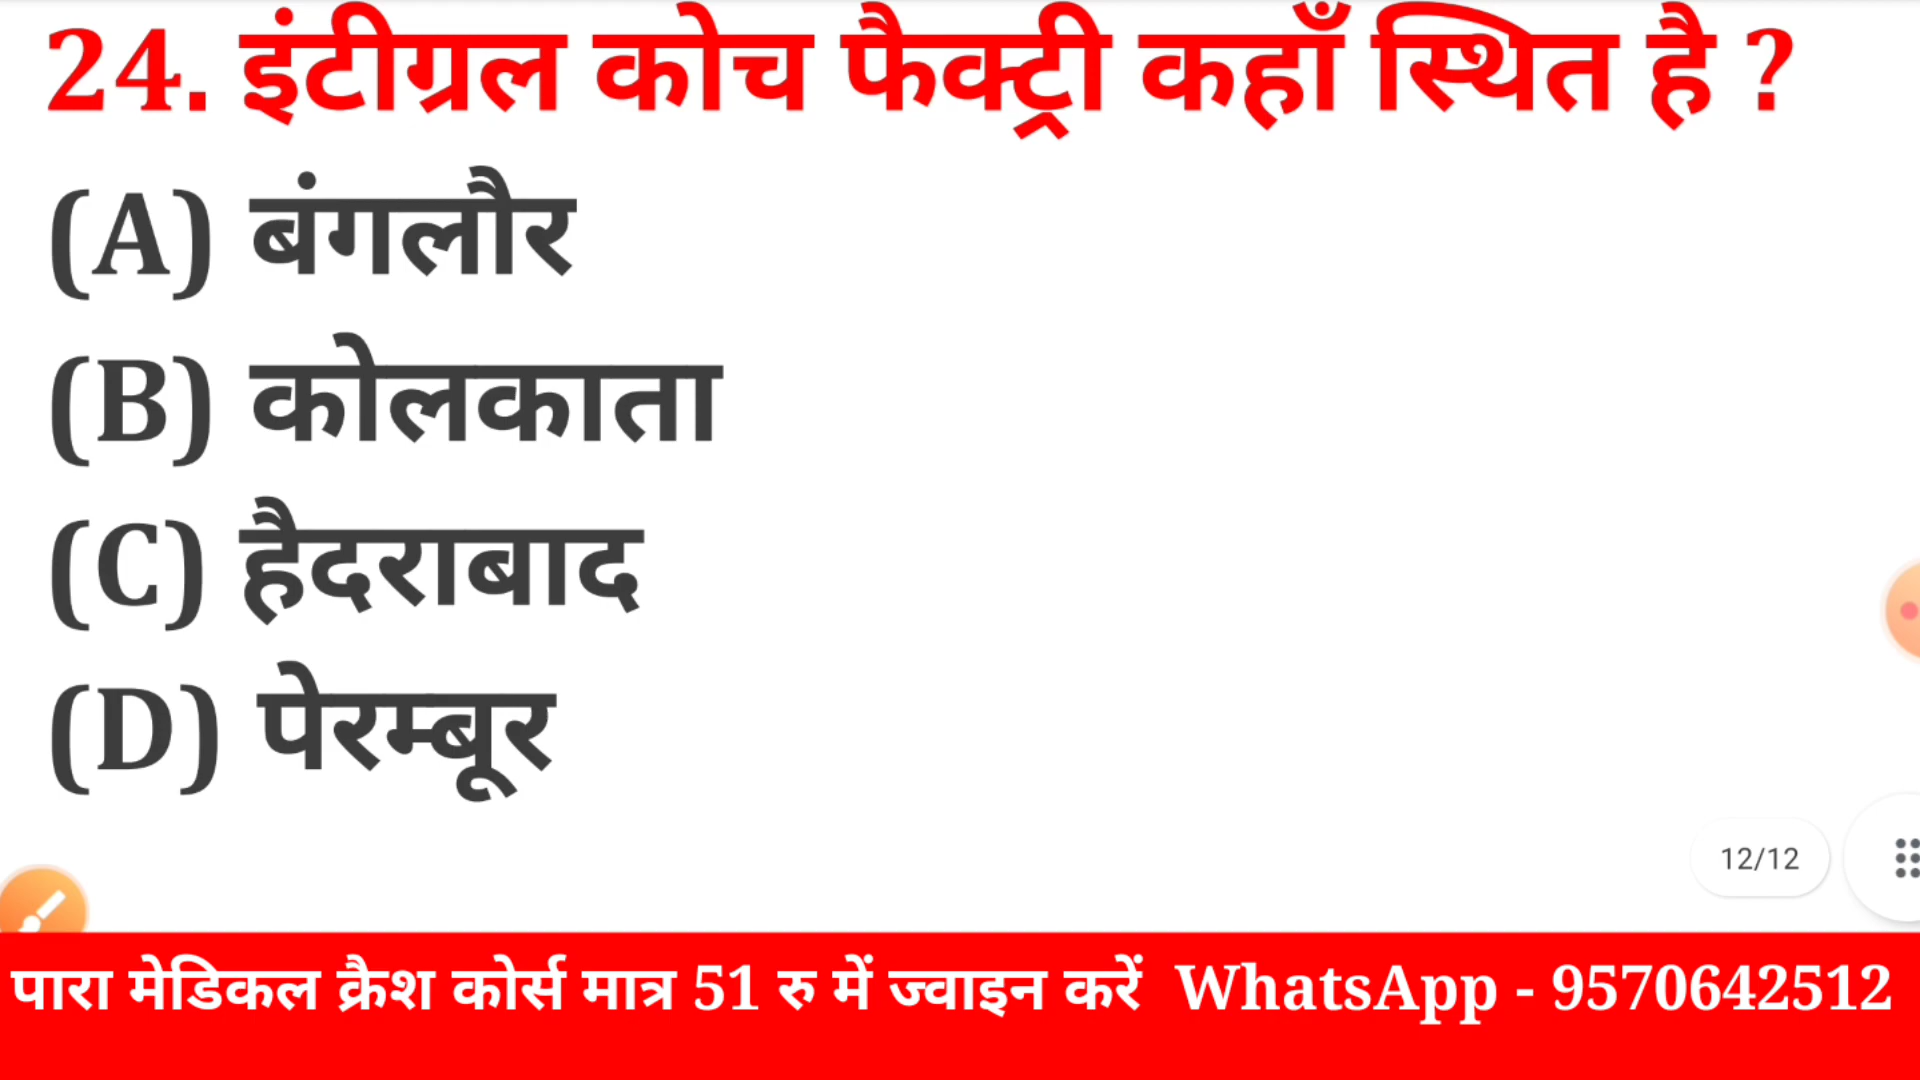 24. इंटीग्रल कोच फैक्ट्री कहाँ स्थित है ?
(A) बंगलौर
(B) कोलकाता
(C) हैदराबाद
(D) पेरम्बूर
12/12
पारा मेडिकल क्रैश कोर्स मात्र 51 रु में ज्वाइन करें WhatsApp - 9570642512